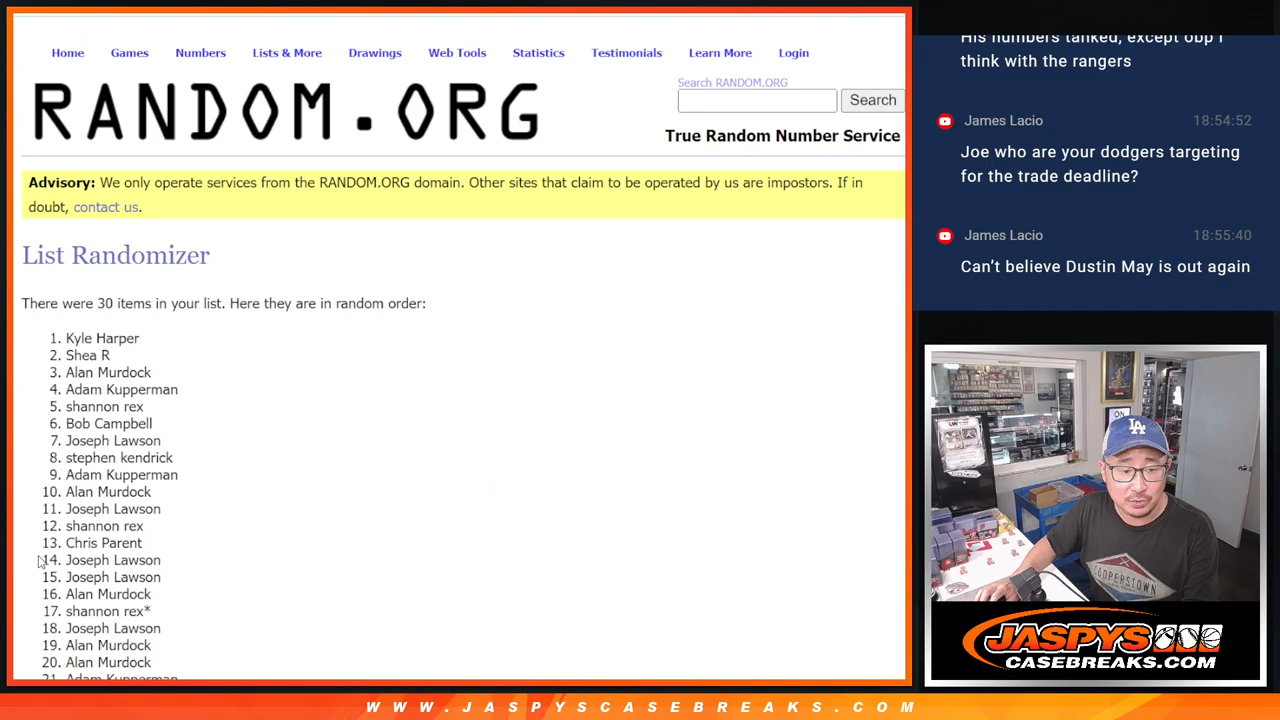 Home Games Numbers Lists & More Drawings Web Tools Statistics Testimonials Learn More Login
RANDOM.ORG
Search RANDOM.ORG
Search
True Random Number Service
Advisory: We only operate services from the RANDOM.ORG domain. Other sites that claim to be operated by us are impostors. If in
doubt, contact us.
List Randomizer
There were 30 items in your list. Here they are in random order:
1. Kyle Harper
2. Shea R
3. Alan Murdock
4. Adam Kupperman
5. shannon rex
6. Bob Campbell
7. Joseph Lawson
8. stephen kendrick
9. Adam Kupperman
10. Alan Murdock
11. Joseph Lawson
12. shannon rex
13. Chris Parent
14. Joseph Lawson
15. Joseph Lawson
16. Alan Murdock
17. shannon rex*
18. Joseph Lawson
19. Alan Murdock
20. Alan Murdock
21. Adam Kupperman
His numbers tanked, except obp I
think with the rangers
James Lacio 18:54:52
Joe who are your dodgers targeting
for the trade deadline?
James Lacio 18:55:40
Can't believe Dustin May is out again
ON
LA
COOPERSTOWN
JASPYS
CASEBREAKS.COM
WWW.JASPYSCASEBREAKS.COM